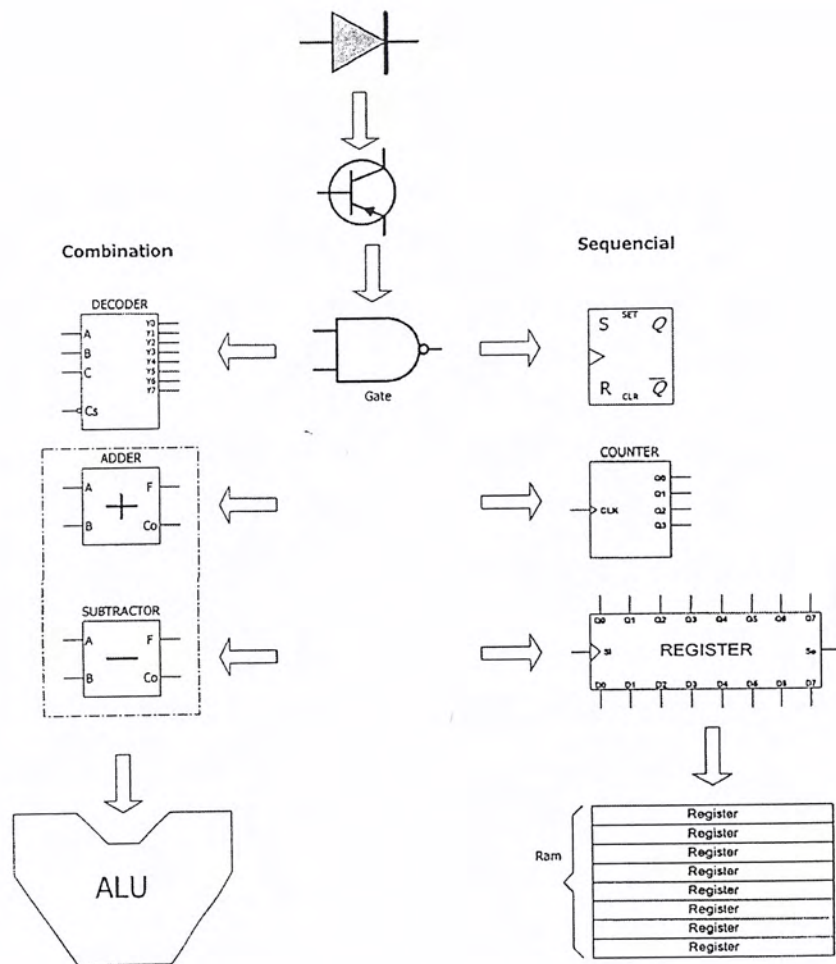 Combination
Sequencial
DECODER
A
B
C
Cs
Y0
Y1
Y2
Y3
Y4
Y5
Y6
Y7
Gate
S SET Q
R CLR Q̅
ADDER
A F
B Co
COUNTER
CLK
Q0
Q1
Q2
Q3
SUBTRACTOR
A F
B Co
Q0 Q1 Q2 Q3 Q4 Q5 Q6 Q7
SI REGISTER So
D0 D1 D2 D3 D4 D5 D6 D7
ALU
Ram
Register
Register
Register
Register
Register
Register
Register
Register